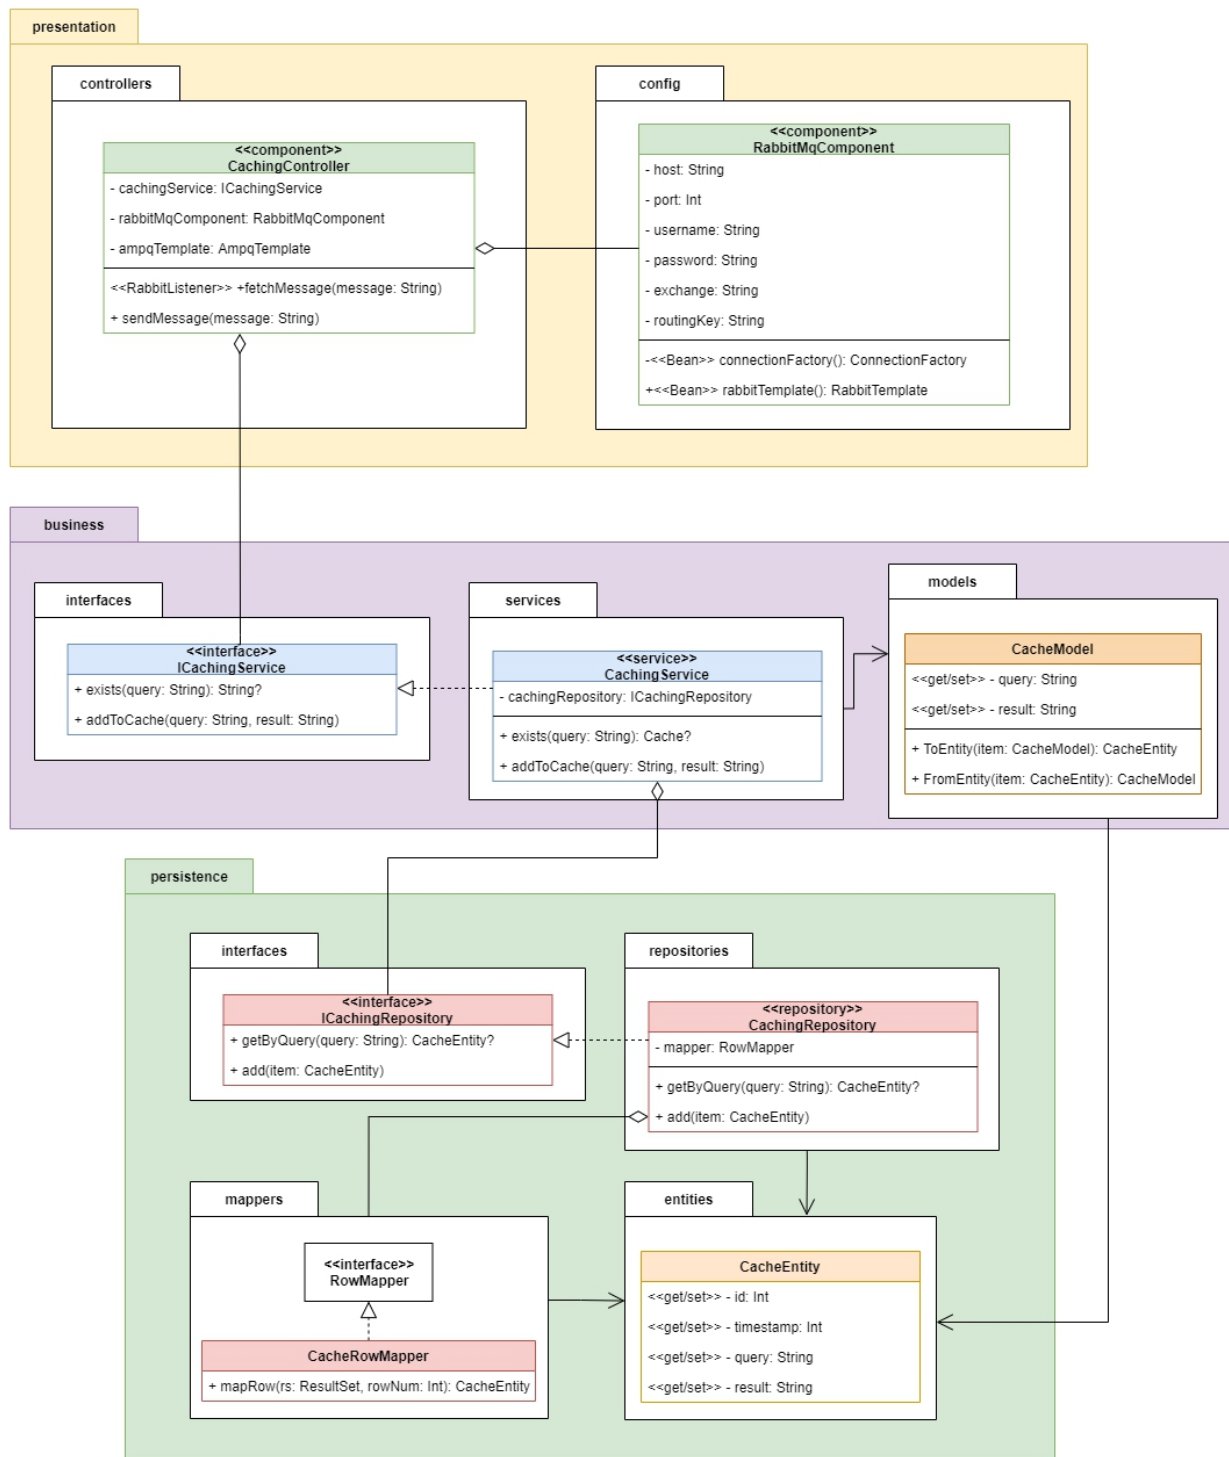 presentation
controllers
<<component>>
CachingController
- cachingService: ICachingService
- rabbitMqComponent: RabbitMqComponent
- ampqTemplate: AmpqTemplate
<<RabbitListener>> +fetchMessage(message: String)
+ sendMessage(message: String)
config
<<component>>
RabbitMqComponent
- host: String
- port: Int
- username: String
- password: String
- exchange: String
- routingKey: String
-<<Bean>> connectionFactory(): ConnectionFactory
+<<Bean>> rabbitTemplate(): RabbitTemplate
business
interfaces
<<interface>>
ICachingService
+ exists(query: String): String?
+ addToCache(query: String, result: String)
services
<<service>>
CachingService
- cachingRepository: ICachingRepository
+ exists(query: String): Cache?
+ addToCache(query: String, result: String)
models
CacheModel
<<get/set>> - query: String
<<get/set>> - result: String
+ ToEntity(item: CacheModel): CacheEntity
+ FromEntity(item: CacheEntity): CacheModel
persistence
interfaces
<<interface>>
ICachingRepository
+ getByQuery(query: String): CacheEntity?
+ add(item: CacheEntity)
repositories
<<repository>>
CachingRepository
- mapper: RowMapper
+ getByQuery(query: String): CacheEntity?
+ add(item: CacheEntity)
mappers
<<interface>>
RowMapper
CacheRowMapper
+ mapRow(rs: ResultSet, rowNum: Int): CacheEntity
entities
CacheEntity
<<get/set>> - id: Int
<<get/set>> - timestamp: Int
<<get/set>> - query: String
<<get/set>> - result: String